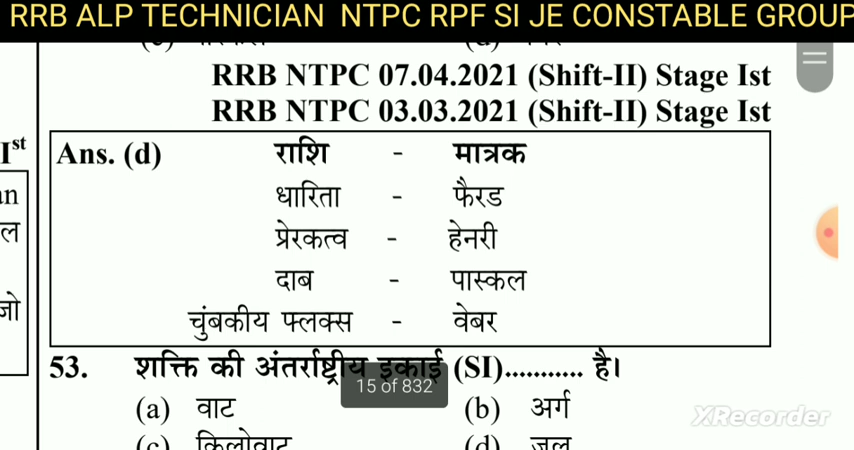 RRB ALP TECHNICIAN NTPC RPF SI JE CONSTABLE GROUP
RRB NTPC 07.04.2021 (Shift-II) Stage Ist
RRB NTPC 03.03.2021 (Shift-II) Stage Ist
Ist
Ans. (d) राशि - मात्रक
धारिता - फैरड
प्रेरकत्व - हेनरी
दाब - पास्कल
चुंबकीय फ्लक्स - वेबर
53. शक्ति की अंतर्राष्ट्रीय इकाई (SI)........... है।
15 of 832
(a) वाट (b) अर्ग
(c) किलोवाट (d) जूल
XRecorder